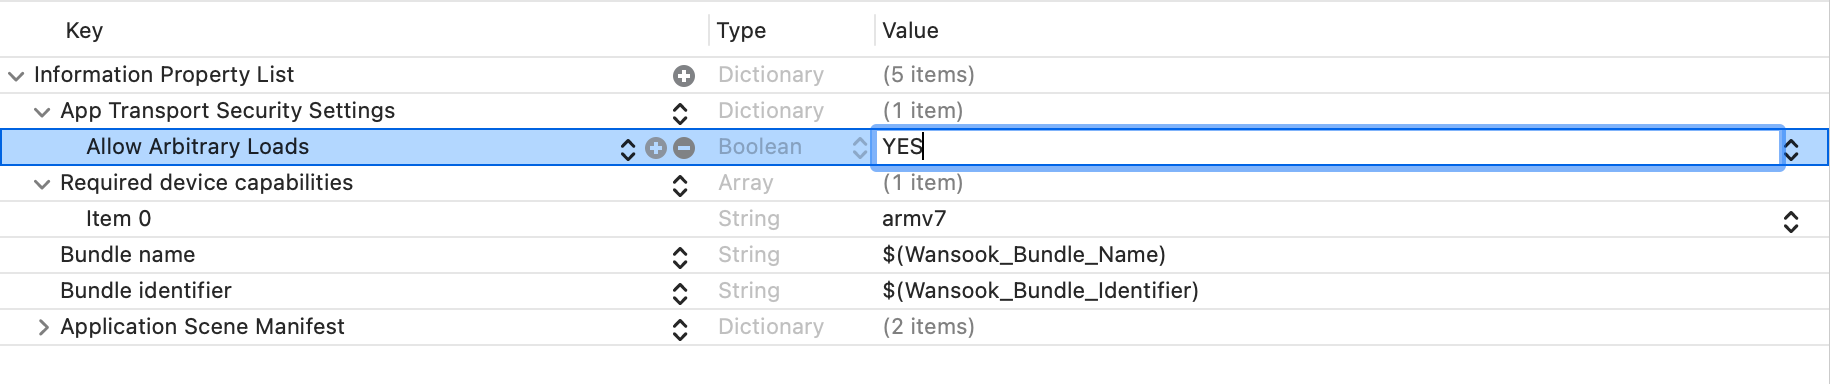 Key Type Value
Information Property List Dictionary (5 items)
App Transport Security Settings Dictionary (1 item)
Allow Arbitrary Loads Boolean YES
Required device capabilities Array (1 item)
Item 0 String armv7
Bundle name String $(Wansook_Bundle_Name)
Bundle identifier String $(Wansook_Bundle_Identifier)
Application Scene Manifest Dictionary (2 items)